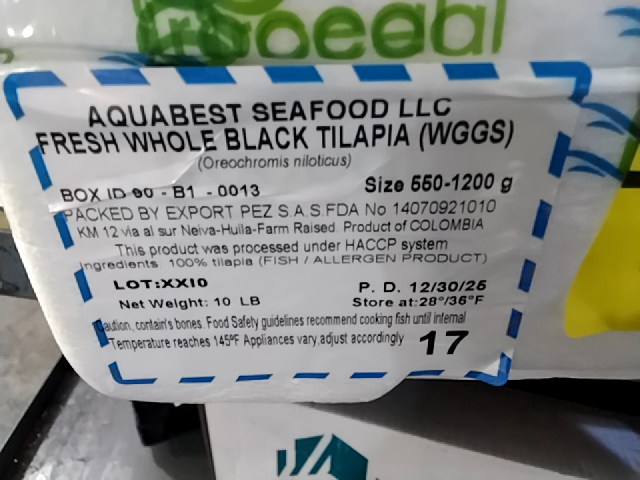 AQUABEST SEAFOOD LLC
FRESH WHOLE BLACK TILAPIA (WGGS)
(Oreochromis niloticus)
BOX ID 90 - B1 - 0013 Size 550-1200 g
PACKED BY EXPORT PEZ S.A.S.FDA No 14070921010
KM 12 via al sur Neiva-Huila-Farm Raised. Product of COLOMBIA
This product was processed under HACCP system
Ingredients: 100% tilapia (FISH / ALLERGEN PRODUCT)
LOT:XXI0 P. D. 12/30/25
Net Weight: 10 LB Store at:28°/36°F
Caution, contain's bones. Food Safety guidelines recommend cooking fish until internal
Temperature reaches 145ºF Appliances vary,adjust accordingly 17